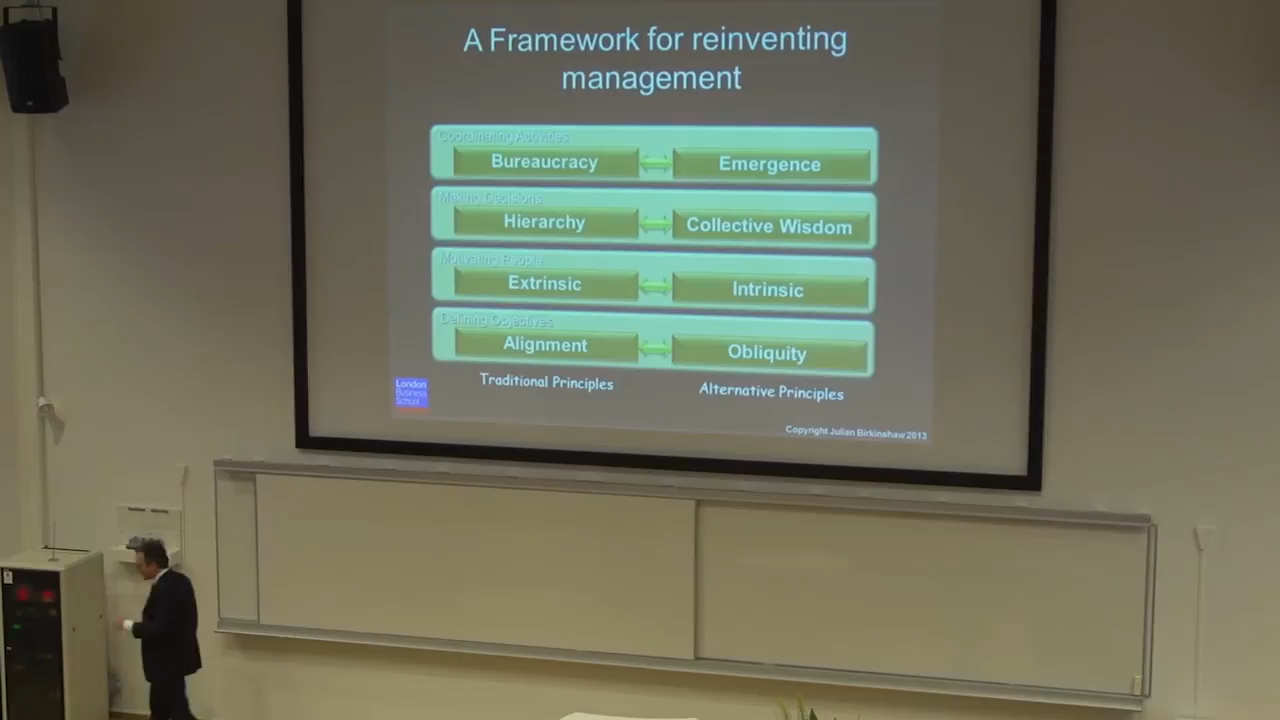 A Framework for reinventing
management
Coordinating Activities
Bureaucracy
Emergence
Making Decisions
Hierarchy
Collective Wisdom
Motivating People
Extrinsic
Intrinsic
Defining Objectives
Alignment
Obliquity
Traditional Principles
Alternative Principles
London
Business
School
Copyright Julian Birkinshaw 2013